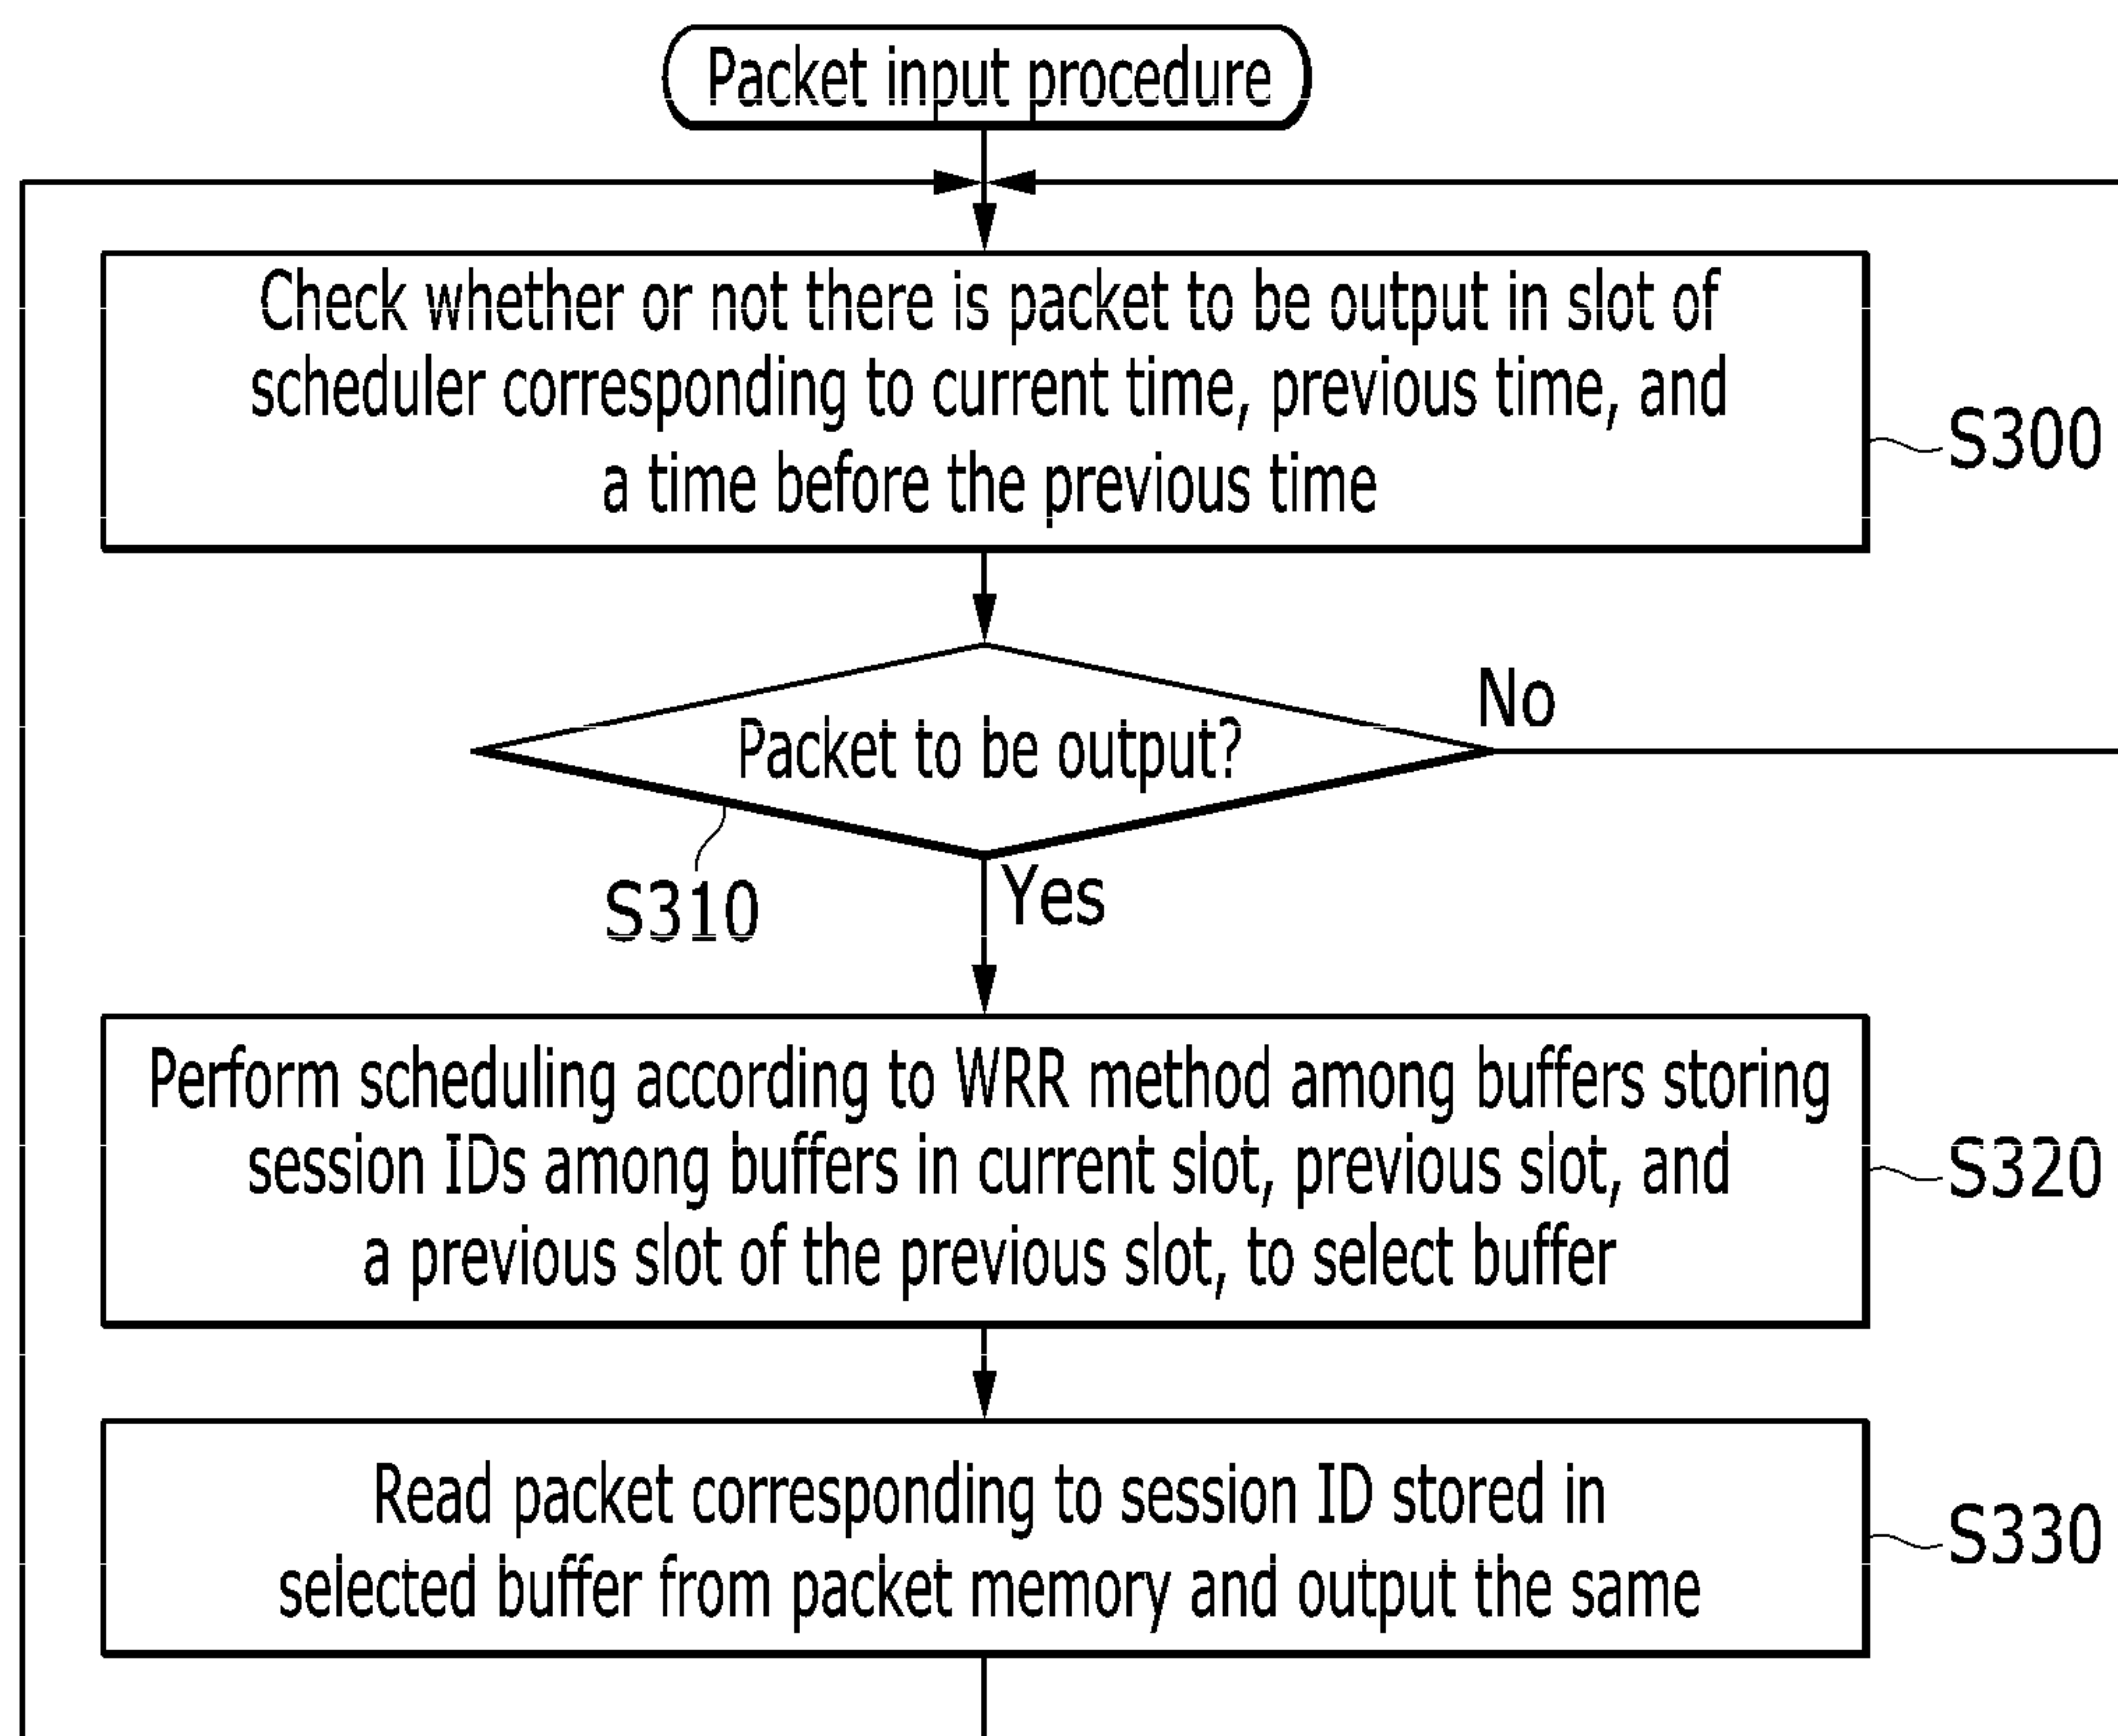 Packet input procedure
Check whether or not there is packet to be output in slot of
scheduler corresponding to current time, previous time, and
a time before the previous time
S300
No
Packet to be output?
S310
Yes
Perform scheduling according to WRR method among buffers storing
session IDs among buffers in current slot, previous slot, and
a previous slot of the previous slot, to select buffer
S320
Read packet corresponding to session ID stored in
selected buffer from packet memory and output the same
S330